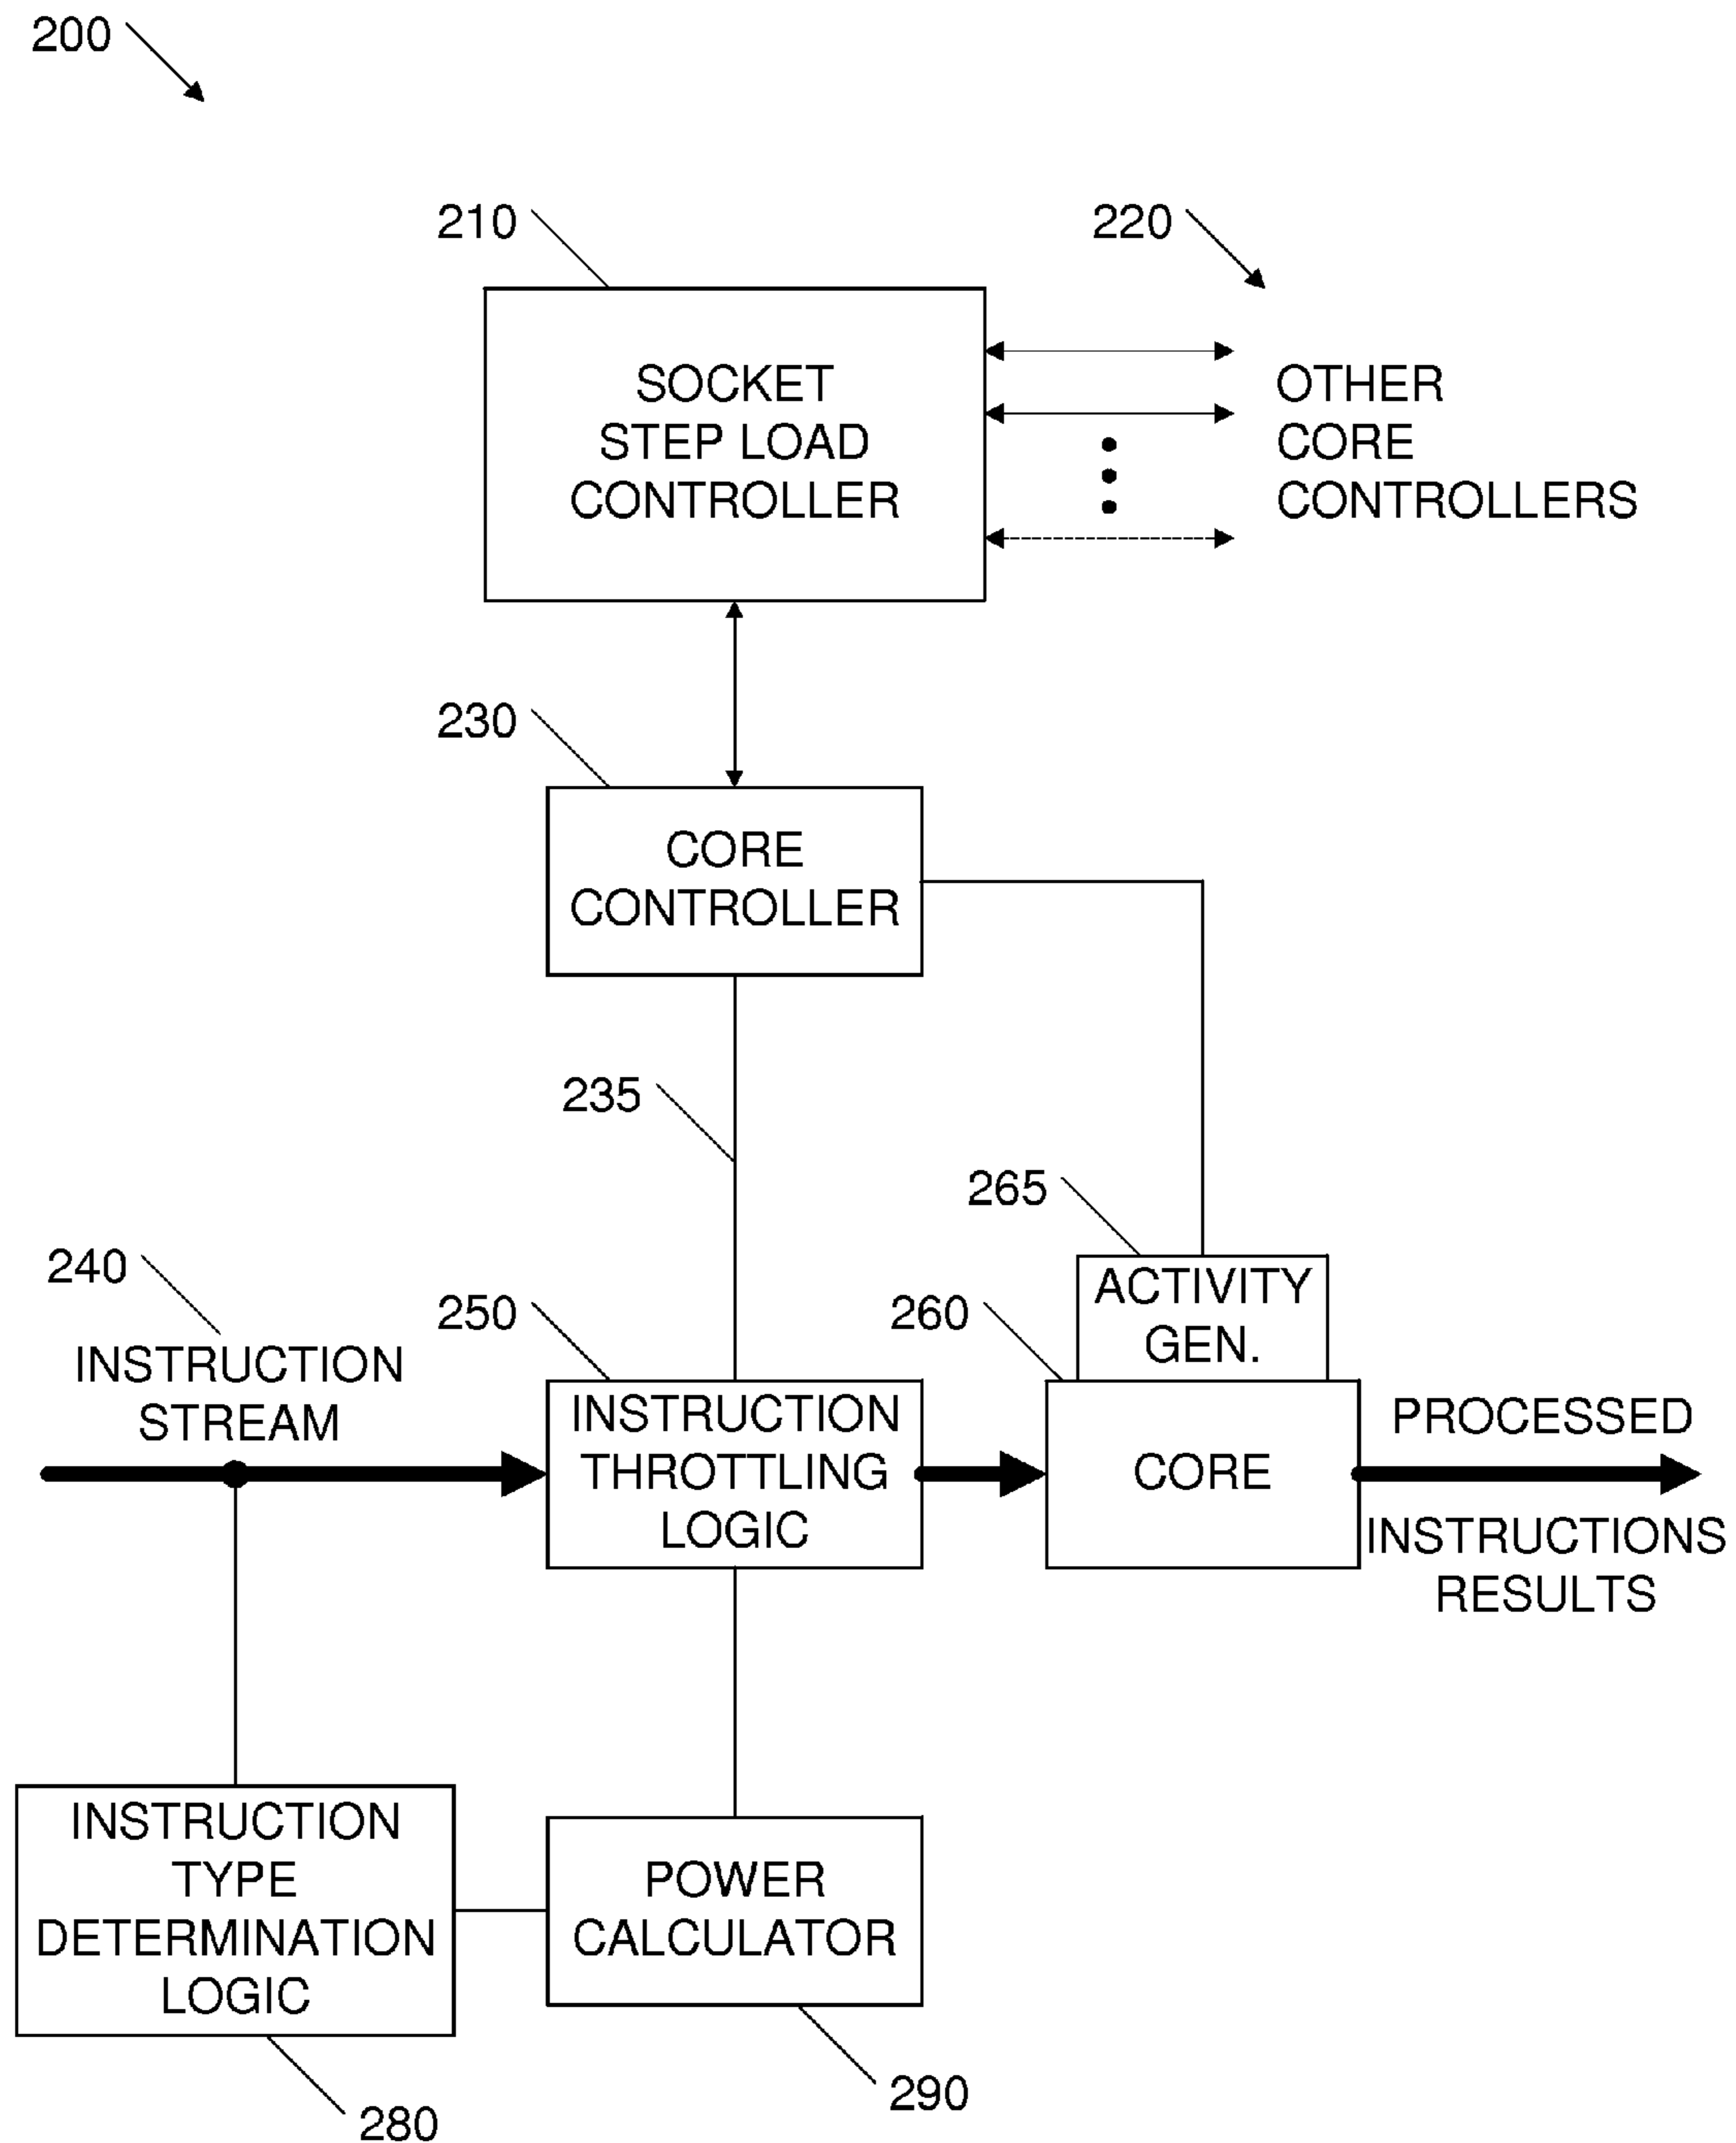 200
210
220
SOCKET
STEP LOAD
CONTROLLER
OTHER
CORE
CONTROLLERS
230
CORE
CONTROLLER
235
265
ACTIVITY
GEN.
240
INSTRUCTION
STREAM
250
INSTRUCTION
THROTTLING
LOGIC
260
CORE
PROCESSED
INSTRUCTIONS
RESULTS
INSTRUCTION
TYPE
DETERMINATION
LOGIC
POWER
CALCULATOR
280
290